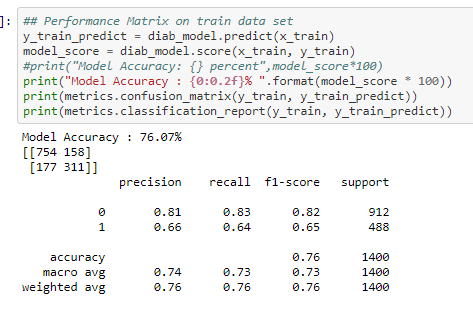 ]: ## Performance Matrix on train data set
y_train_predict = diab_model.predict(x_train)
model_score = diab_model.score(x_train, y_train)
#print("Model Accuracy: {} percent",model_score*100)
print("Model Accuracy : {0:0.2f}% ".format(model_score * 100))
print(metrics.confusion_matrix(y_train, y_train_predict))
print(metrics.classification_report(y_train, y_train_predict))
Model Accuracy : 76.07%
[[754 158]
[177 311]]
precision recall f1-score support
0 0.81 0.83 0.82 912
1 0.66 0.64 0.65 488
accuracy 0.76 1400
macro avg 0.74 0.73 0.73 1400
weighted avg 0.76 0.76 0.76 1400